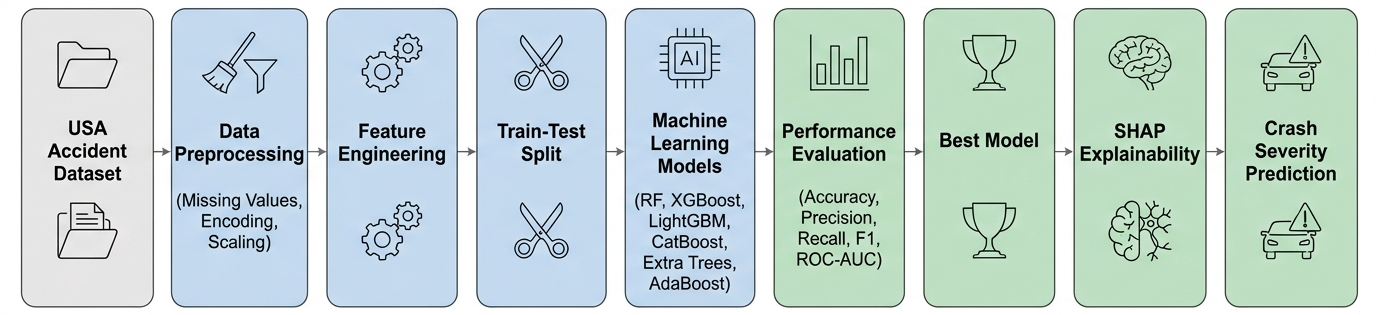 USA
Accident
Dataset
Data
Preprocessing
(Missing Values,
Encoding,
Scaling)
Feature
Engineering
Train-Test
Split
AI
Machine
Learning
Models
(RF, XGBoost,
LightGBM,
CatBoost,
Extra Trees,
AdaBoost)
Performance
Evaluation
(Accuracy,
Precision,
Recall, F1,
ROC-AUC)
Best Model
SHAP
Explainability
Crash
Severity
Prediction